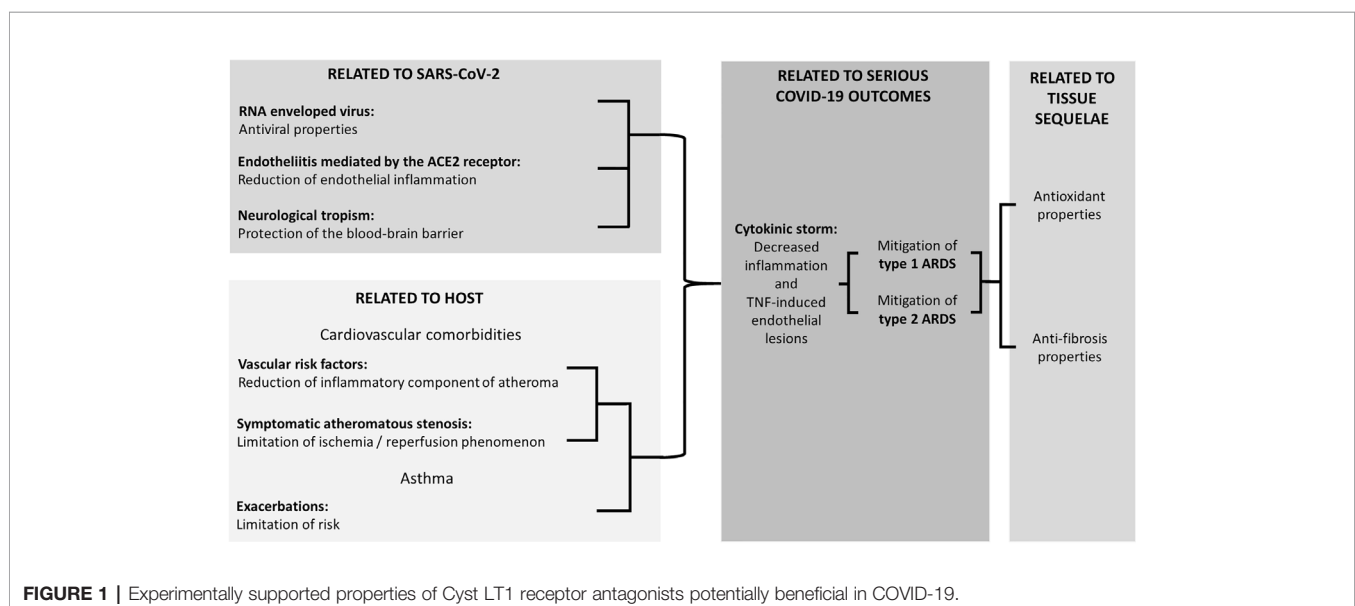 RELATED TO SARS-CoV-2
RNA enveloped virus:
Antiviral properties
Endotheliitis mediated by the ACE2 receptor:
Reduction of endothelial inflammation
Neurological tropism:
Protection of the blood-brain barrier
RELATED TO HOST
Cardiovascular comorbidities
Vascular risk factors:
Reduction of inflammatory component of atheroma
Symptomatic atheromatous stenosis:
Limitation of ischemia / reperfusion phenomenon
Asthma
Exacerbations:
Limitation of risk
RELATED TO SERIOUS
COVID-19 OUTCOMES
Cytokinic storm:
Decreased
inflammation
and
TNF-induced
endothelial
lesions
Mitigation of
type 1 ARDS
Mitigation of
type 2 ARDS
RELATED TO
TISSUE
SEQUELAE
Antioxidant
properties
Anti-fibrosis
properties
FIGURE 1 | Experimentally supported properties of Cyst LT1 receptor antagonists potentially beneficial in COVID-19.